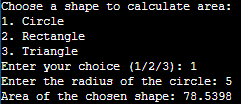 Choose a shape to calculate area:
1. Circle
2. Rectangle
3. Triangle
Enter your choice (1/2/3): 1
Enter the radius of the circle: 5
Area of the chosen shape: 78.5398